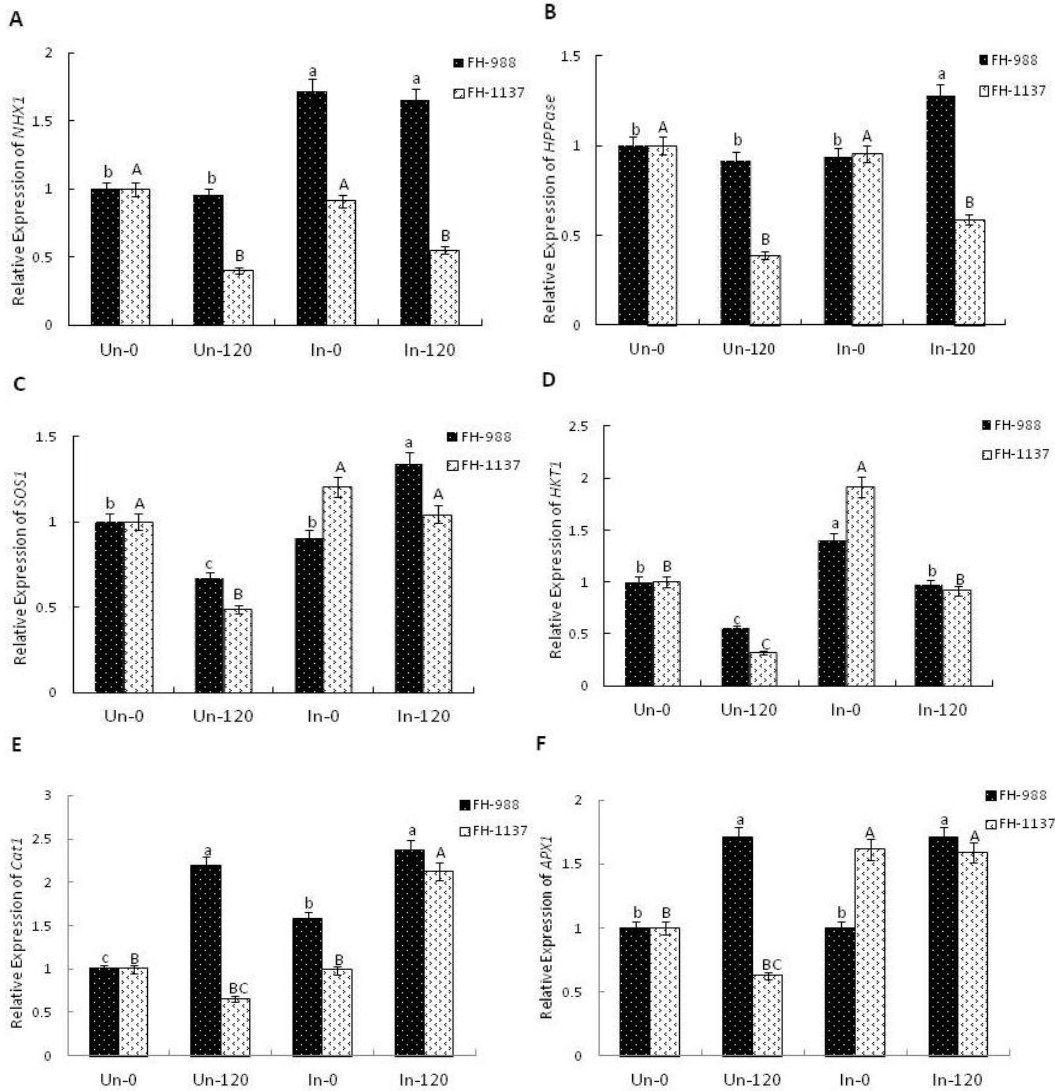 A
Relative Expression of NHX1
2
1.5
1
0.5
0
FH-988
FH-1137
b A
b B
a A
a B
Un-0 Un-120 In-0 In-120
B
Relative Expression of HPPase
1.5
1
0.5
0
FH-988
FH-1137
b A
b B
b A
a B
Un-0 Un-120 In-0 In-120
C
Relative Expression of SOS1
1.5
1
0.5
0
FH-988
FH-1137
b A
c B
b A
a A
Un-0 Un-120 In-0 In-120
D
Relative Expression of HKT1
2.5
2
1.5
1
0.5
0
FH-988
FH-1137
b B
c C
a A
b B
Un-0 Un-120 In-0 In-120
E
Relative Expression of Cat1
3
2.5
2
1.5
1
0.5
0
FH-988
FH-1137
c B
a BC
b B
a A
Un-0 Un-120 In-0 In-120
F
Relative Expression of APX1
2
1.5
1
0.5
0
FH-988
FH-1137
b B
a BC
b A
a A
Un-0 Un-120 In-0 In-120